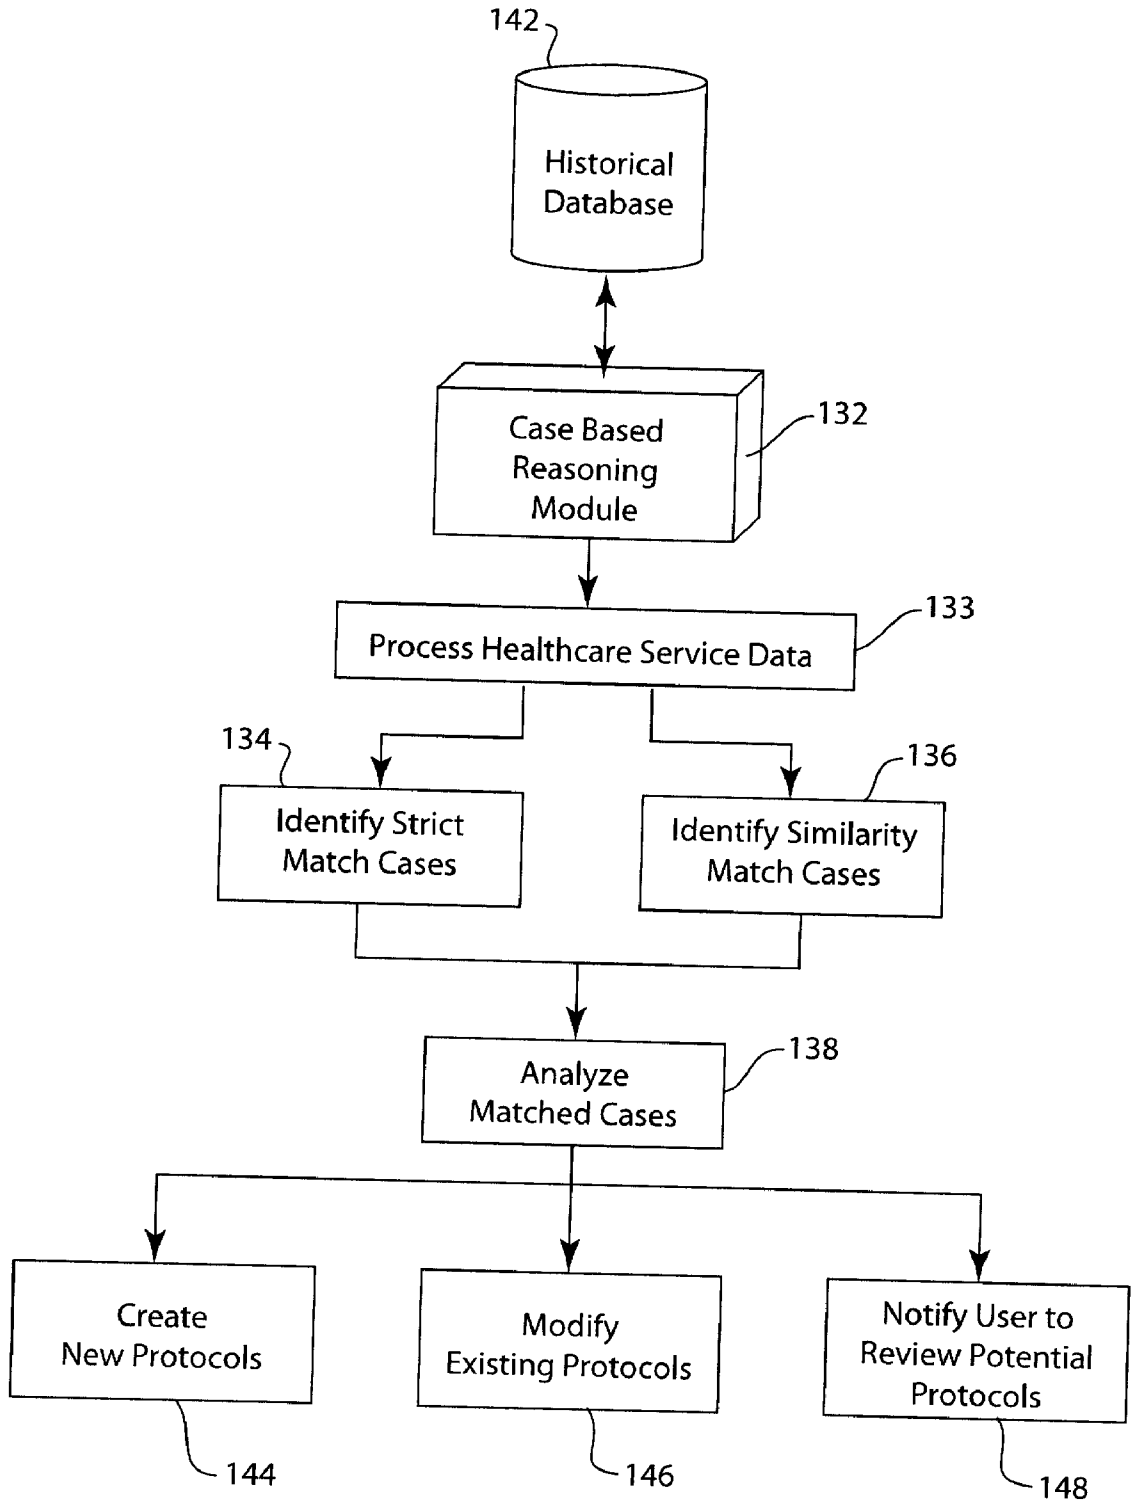 142
Historical
Database
Case Based
Reasoning
Module
132
133
Process Healthcare Service Data
134
136
Identify Strict
Match Cases
Identify Similarity
Match Cases
138
Analyze
Matched Cases
Create
New Protocols
Modify
Existing Protocols
Notify User to
Review Potential
Protocols
144
146
148